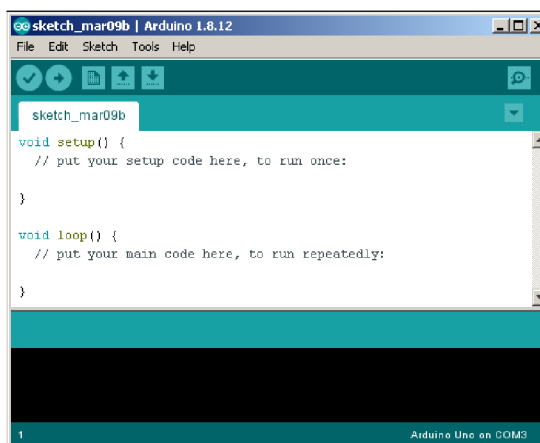 sketch_mar09b | Arduino 1.8.12
File Edit Sketch Tools Help
sketch_mar09b
void setup() {
// put your setup code here, to run once:
}
void loop() {
// put your main code here, to run repeatedly:
}
1 Arduino Uno on COM3